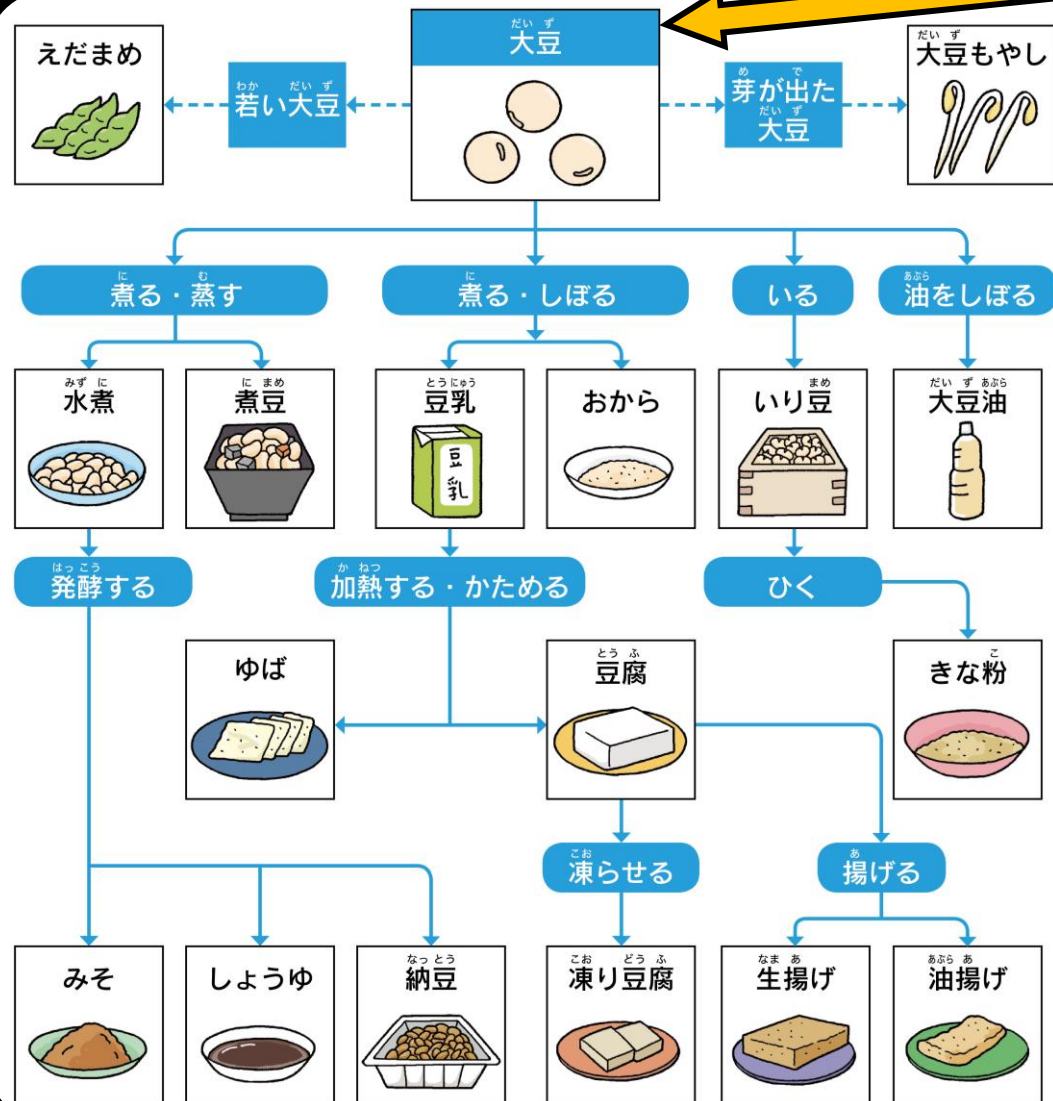 大豆
えだまめ
若い大豆
芽が出た
大豆
大豆もやし
煮る・蒸す
煮る・しぼる
いる
油をしぼる
水煮
煮豆
豆乳
豆乳
おから
いり豆
大豆油
発酵する
加熱する・かためる
ひく
ゆば
豆腐
きな粉
凍らせる
揚げる
みそ
しょうゆ
納豆
凍り豆腐
生揚げ
油揚げ